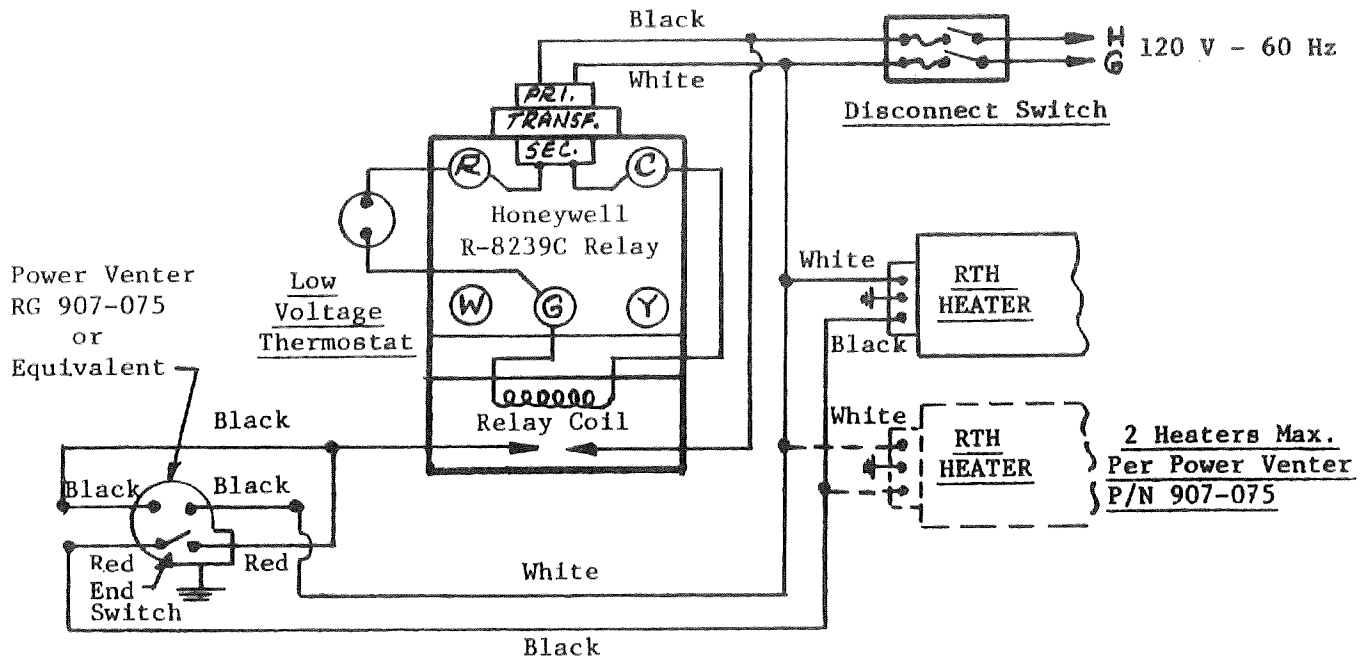 Black
H
120 V - 60 Hz
G
White
PRI.
TRANSF.
SEC.
Disconnect Switch
R
C
Honeywell
R-8239C Relay
Power Venter
RG 907-075
or
Equivalent
Low
Voltage
Thermostat
W
G
Y
White
RTH
HEATER
Black
Relay Coil
Black
White
RTH
HEATER
2 Heaters Max.
Per Power Venter
P/N 907-075
Black
Black
Red
Red
End
Switch
White
Black